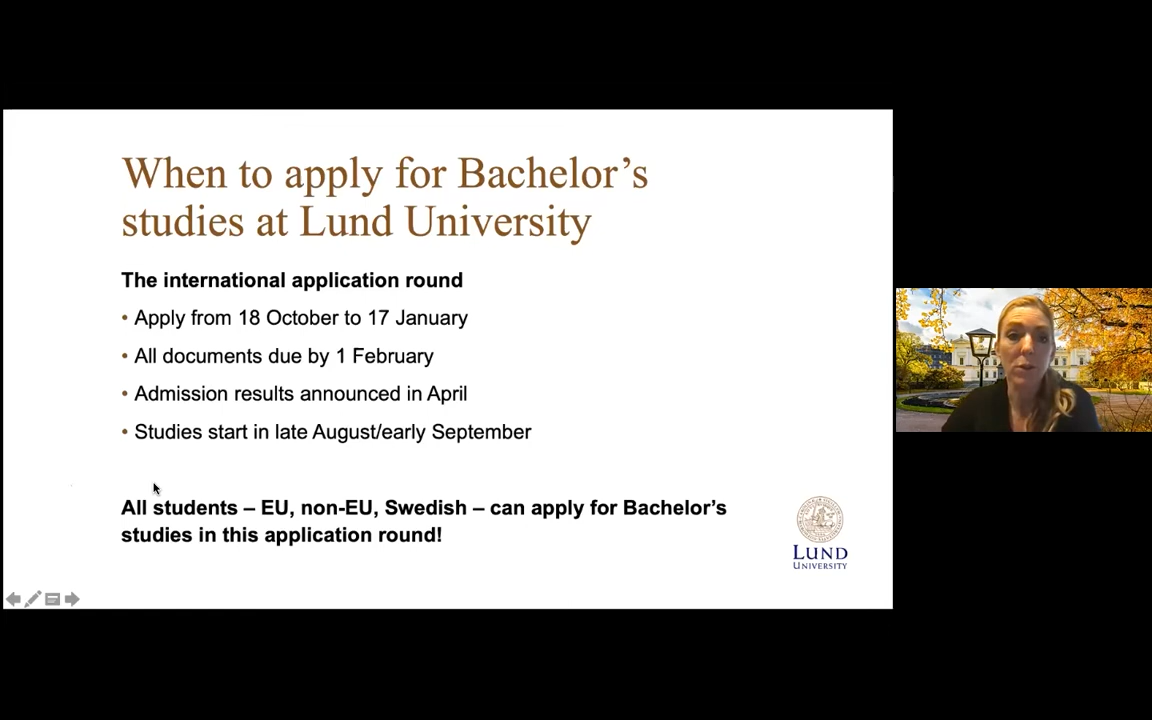 When to apply for Bachelor’s
studies at Lund University
The international application round
• Apply from 18 October to 17 January
• All documents due by 1 February
• Admission results announced in April
• Studies start in late August/early September
All students – EU, non-EU, Swedish – can apply for Bachelor’s
studies in this application round!
LUND
UNIVERSITY